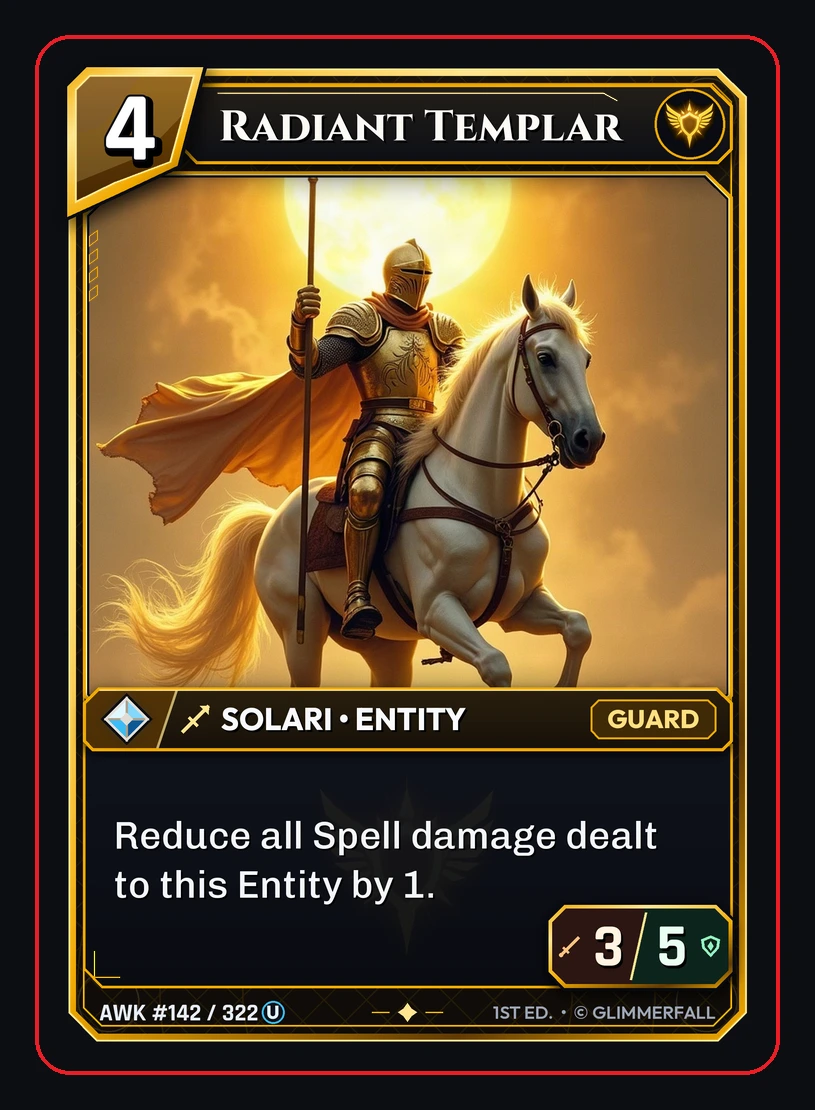 4
RADIANT TEMPLAR
SOLARI • ENTITY
GUARD
Reduce all Spell damage dealt
to this Entity by 1.
3/5
AWK #142 / 322 U
1ST ED. • © GLIMMERFALL